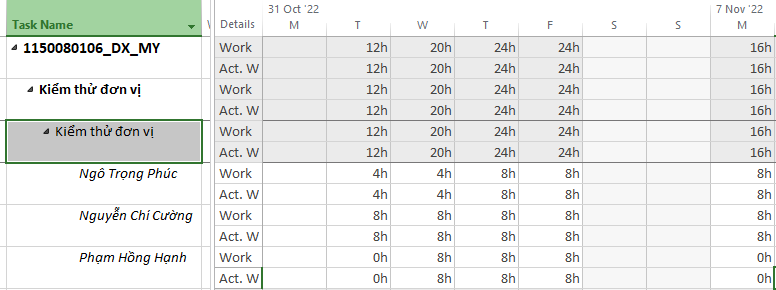 31 Oct '22 7 Nov '22
Task Name Details M T W T F S S M
1150080106_DX_MY Work 12h 20h 24h 24h 16h
Act. W 12h 20h 24h 24h 16h
Kiểm thử đơn vị Work 12h 20h 24h 24h 16h
Act. W 12h 20h 24h 24h 16h
Kiểm thử đơn vị Work 12h 20h 24h 24h 16h
Act. W 12h 20h 24h 24h 16h
Ngô Trọng Phúc Work 4h 4h 8h 8h 8h
Act. W 4h 4h 8h 8h 8h
Nguyễn Chí Cường Work 8h 8h 8h 8h 8h
Act. W 8h 8h 8h 8h 8h
Phạm Hồng Hạnh Work 0h 8h 8h 8h 0h
Act. W 0h 8h 8h 8h 0h